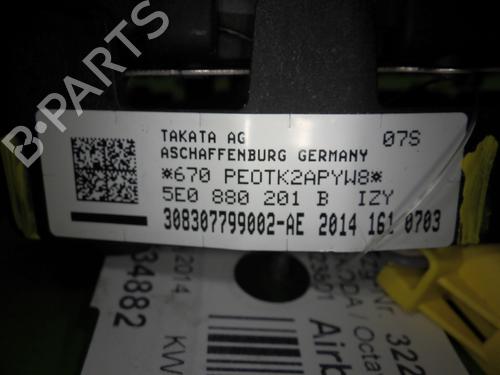 B-PARTS
TAKATA AG 07S
ASCHAFFENBURG GERMANY
*670 PE0TK2APYW8*
5E0 880 201 B IZY
308307799002-AE 2014 161 0703
34882
2014 KW
322
/ Octa
Airb